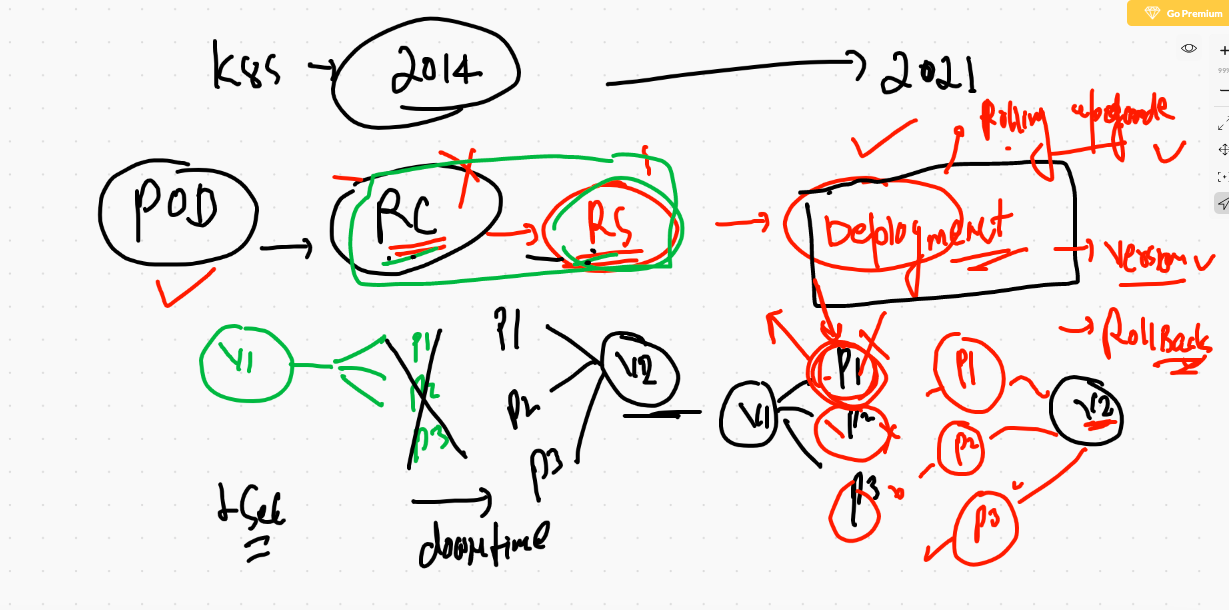 Go Premium
K8S → 2014 → 2021
Rolling upgrade
POD → RC → RS → Deployment
→ Version
→ RollBack
V1
P1
P2
P3
P1
P2
P3
V2
V1
P1
P2
P3
P1
P2
P3
V2
1 Sec
→
downtime